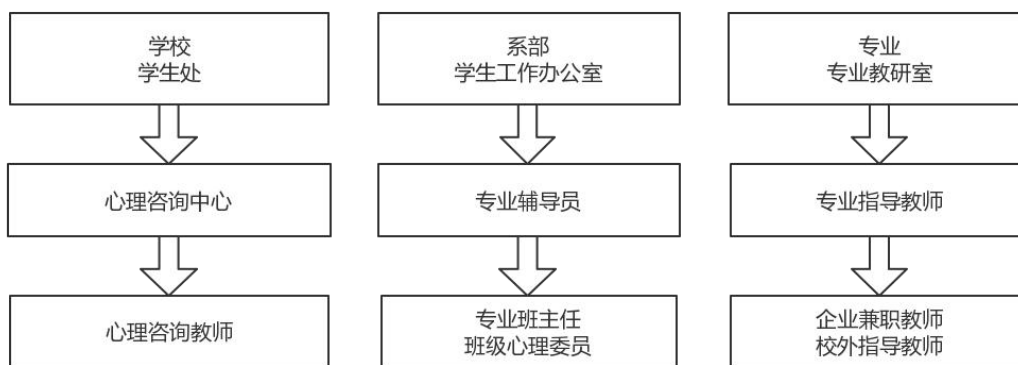 学校
学生处
系部
学生工作办公室
专业
专业教研室
心理咨询中心
专业辅导员
专业指导教师
心理咨询教师
专业班主任
班级心理委员
企业兼职教师
校外指导教师